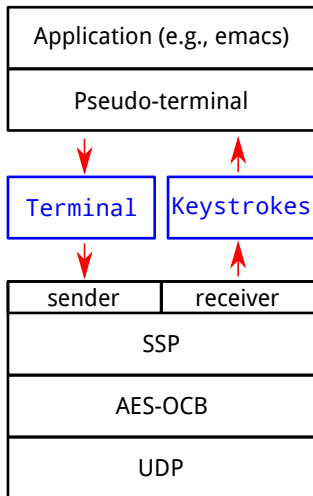 Application (e.g., emacs)
Pseudo-terminal
Terminal
Keystrokes
sender
receiver
SSP
AES-OCB
UDP